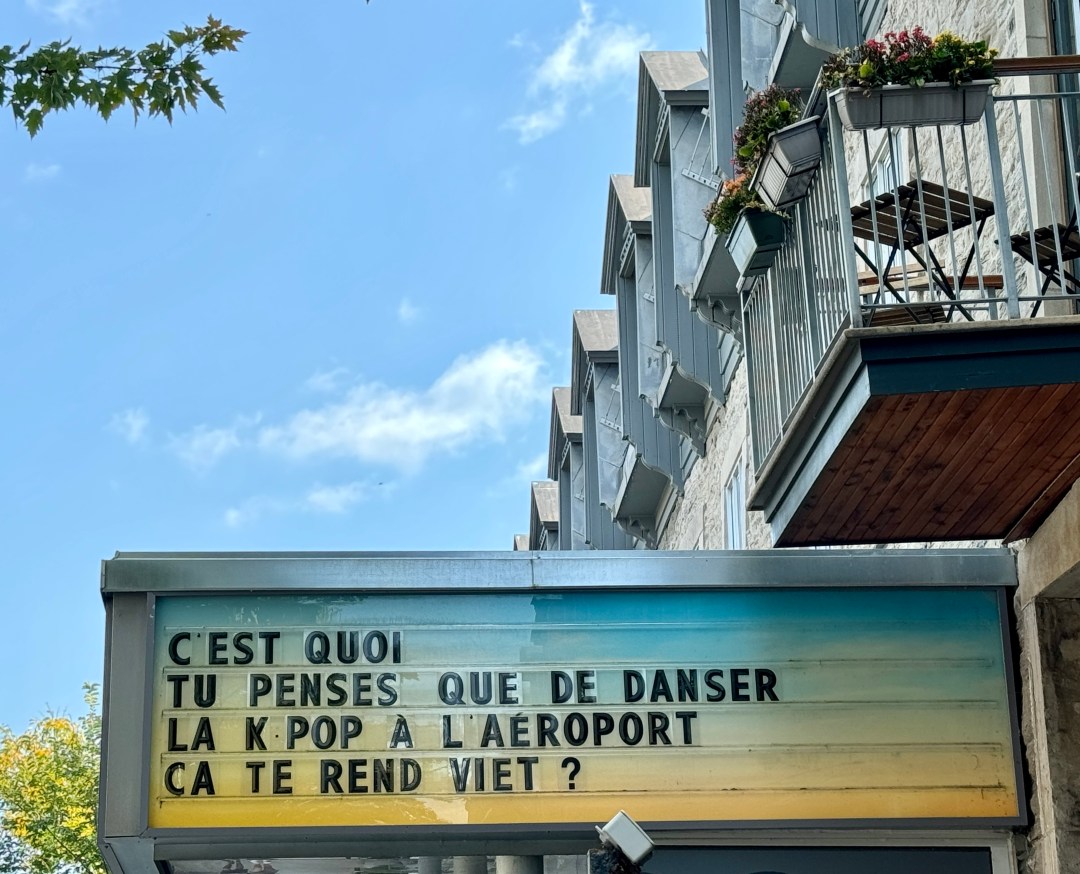 C'EST QUOI
TU PENSES QUE DE DANSER
LA K·POP À L'AÉROPORT
CA TE REND VIET ?